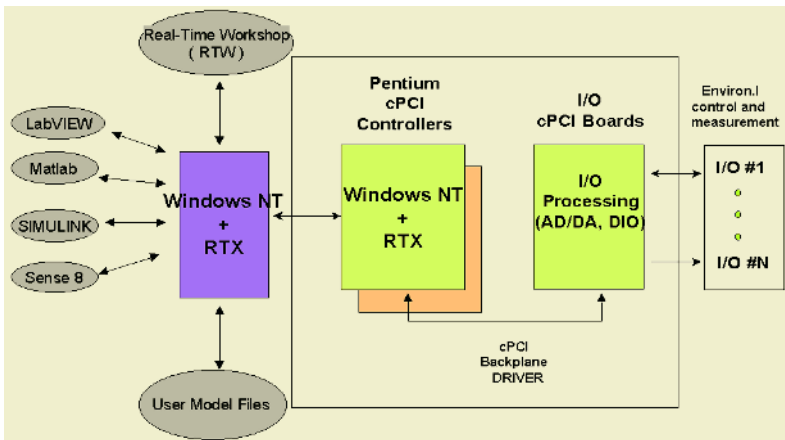 Real-Time Workshop
( RTW )
Pentium
cPCI
Controllers
I/O
cPCI Boards
Environ.l
control and
measurement
LabVIEW
Matlab
SIMULINK
Sense 8
Windows NT
+
RTX
Windows NT
+
RTX
I/O
Processing
(AD/DA, DIO)
I/O #1
I/O #N
cPCI
Backplane
DRIVER
User Model Files